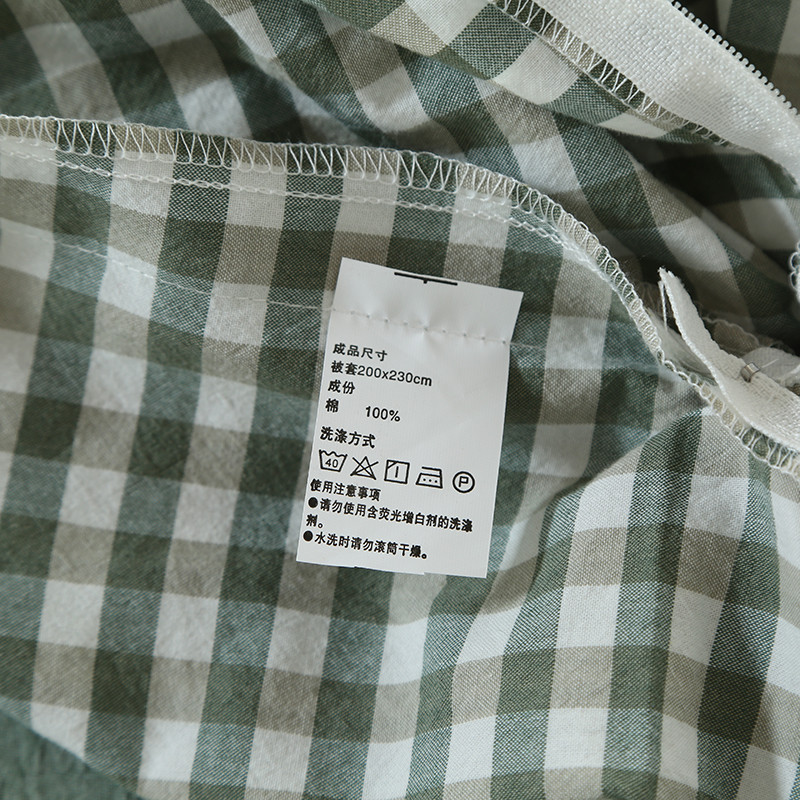 成品尺寸
被套200x230cm
成份
棉 100%
洗涤方式
40 P
使用注意事项
●请勿使用含荧光增白剂的洗涤
剂。
●水洗时请勿滚筒干燥。